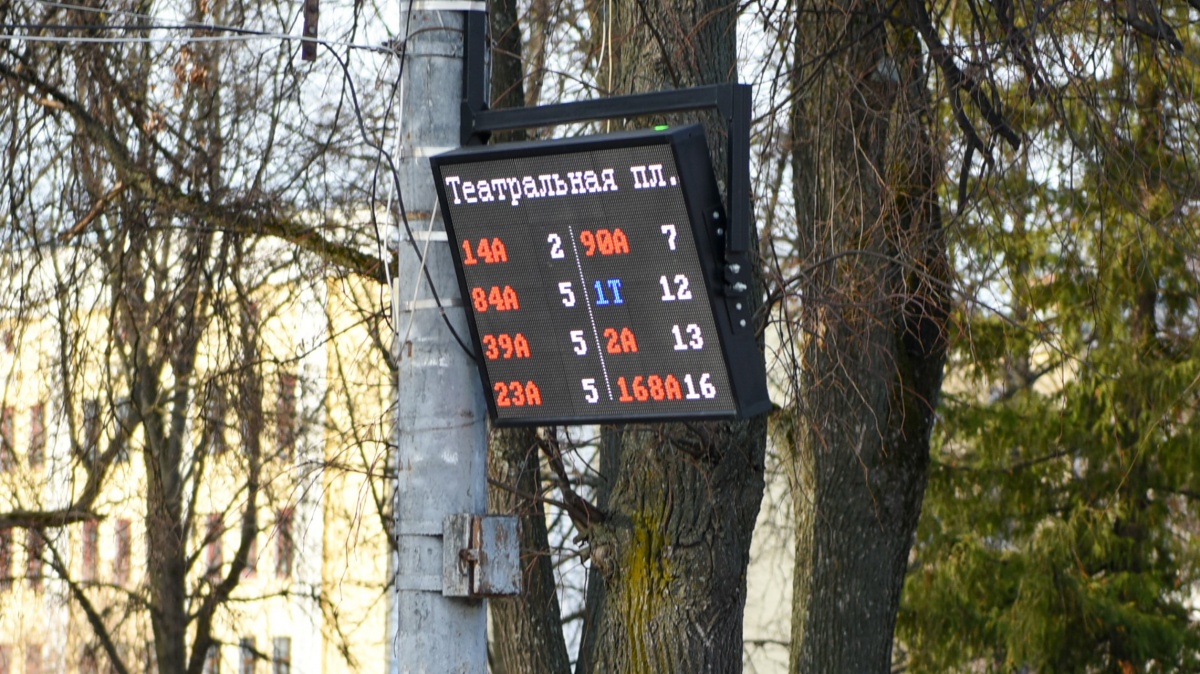 Театральная пл.
14А 2 90А 7
84А 5 1Т 12
39А 5 2А 13
23А 5 168А 16